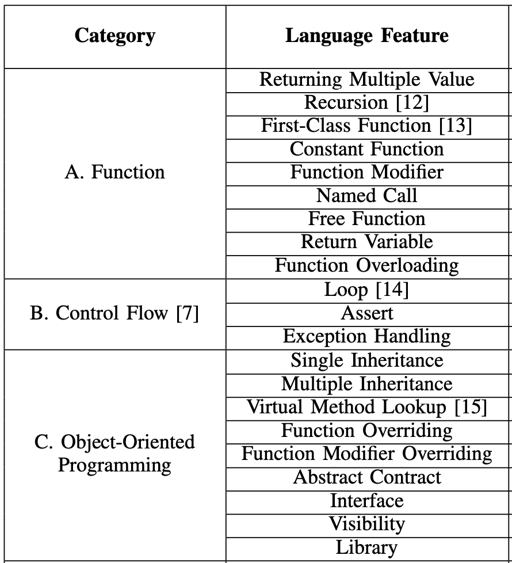 Category Language Feature
Returning Multiple Value
Recursion [12]
First-Class Function [13]
Constant Function
A. Function Function Modifier
Named Call
Free Function
Return Variable
Function Overloading
Loop [14]
B. Control Flow [7] Assert
Exception Handling
Single Inheritance
Multiple Inheritance
Virtual Method Lookup [15]
Function Overriding
C. Object-Oriented
Programming
Function Modifier Overriding
Abstract Contract
Interface
Visibility
Library